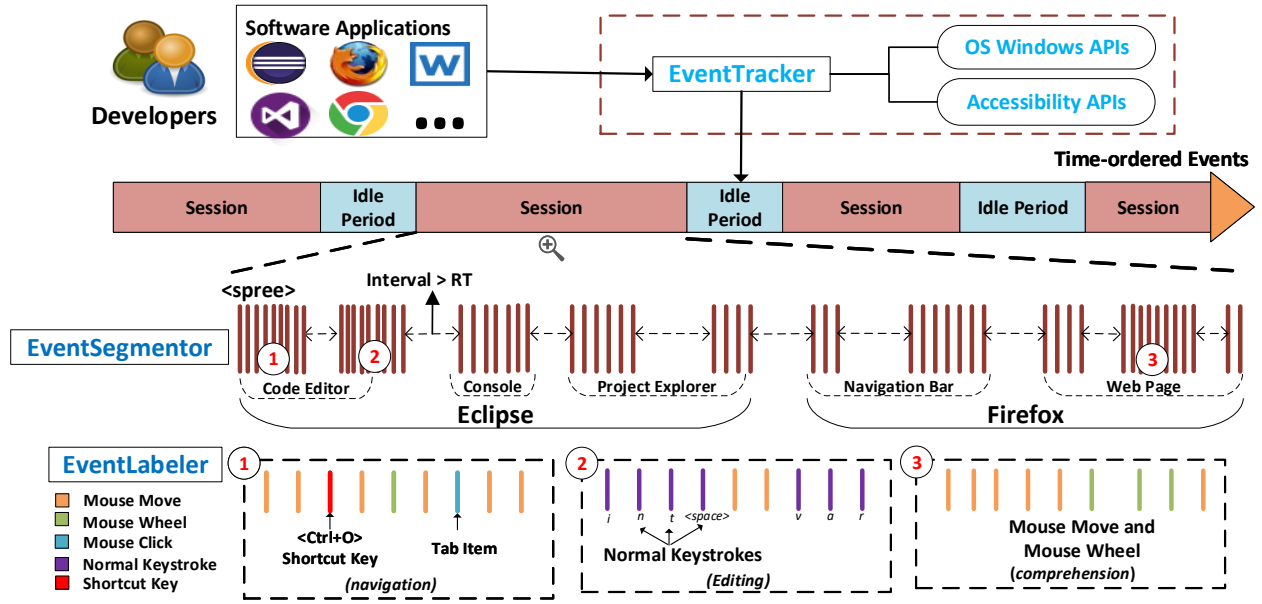 Software Applications
W
Developers
EventTracker
OS Windows APIs
Accessibility APIs
Time-ordered Events
Session
Idle
Period
Session
Idle
Period
Session
Idle Period
Session
<spree>
Interval > RT
EventSegmentor
1
2
3
Code Editor
Console
Project Explorer
Navigation Bar
Web Page
Eclipse
Firefox
EventLabeler
Mouse Move
Mouse Wheel
Mouse Click
Normal Keystroke
Shortcut Key
1
<Ctrl+O>
Shortcut Key
Tab Item
(navigation)
2
i n t <space> v a r
Normal Keystrokes
(Editing)
3
Mouse Move and
Mouse Wheel
(comprehension)